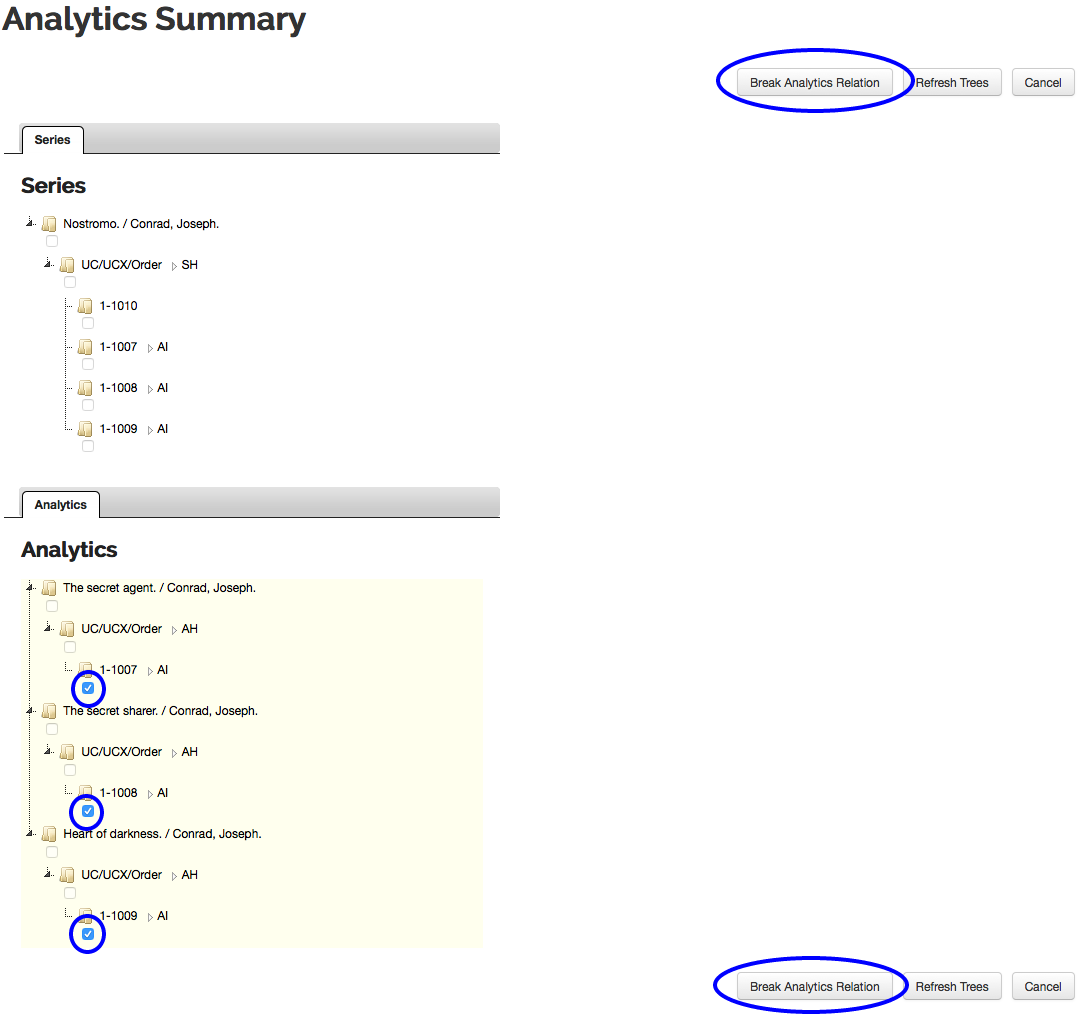 Analytics Summary
Break Analytics Relation Refresh Trees Cancel
Series
Series
Nostromo. / Conrad, Joseph.
UC/UCX/Order SH
1-1010
1-1007 AI
1-1008 AI
1-1009 AI
Analytics
Analytics
The secret agent. / Conrad, Joseph.
UC/UCX/Order AH
1-1007 AI
The secret sharer. / Conrad, Joseph.
UC/UCX/Order AH
1-1008 AI
Heart of darkness. / Conrad, Joseph.
UC/UCX/Order AH
1-1009 AI
Break Analytics Relation Refresh Trees Cancel